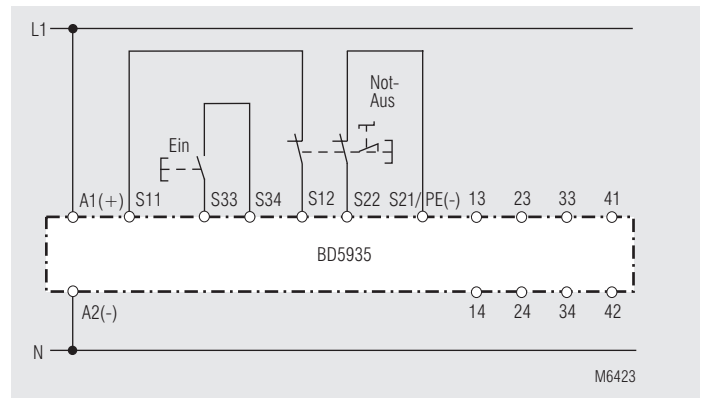 L1
Not-
Aus
Ein
A1(+) S11 S33 S34 S12 S22 S21/PE(-) 13 23 33 41
BD5935
A2(-) 14 24 34 42
N
M6423